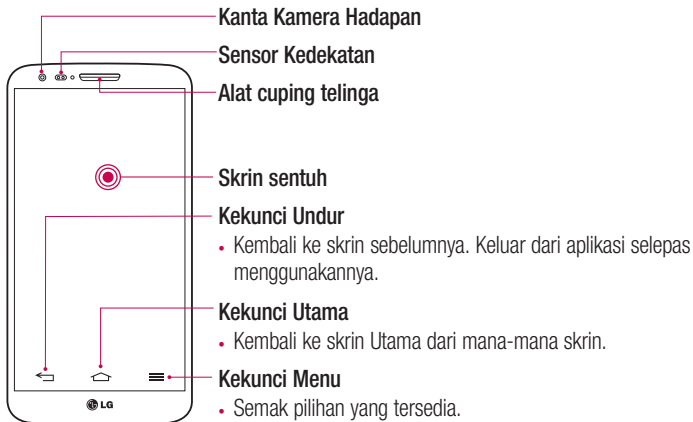 Kanta Kamera Hadapan
Sensor Kedekatan
Alat cuping telinga
Skrin sentuh
Kekunci Undur
• Kembali ke skrin sebelumnya. Keluar dari aplikasi selepas
menggunakannya.
Kekunci Utama
• Kembali ke skrin Utama dari mana-mana skrin.
Kekunci Menu
• Semak pilihan yang tersedia.
LG